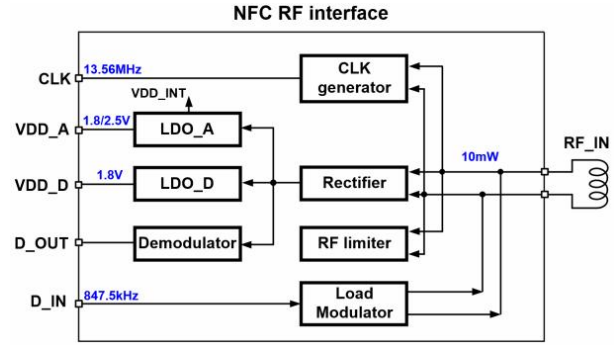 NFC RF interface
CLK
13.56MHz
CLK
generator
VDD_INT
VDD_A
1.8/2.5V
LDO_A
RF_IN
10mW
VDD_D
1.8V
LDO_D
Rectifier
D_OUT
Demodulator
RF limiter
D_IN
847.5kHz
Load
Modulator